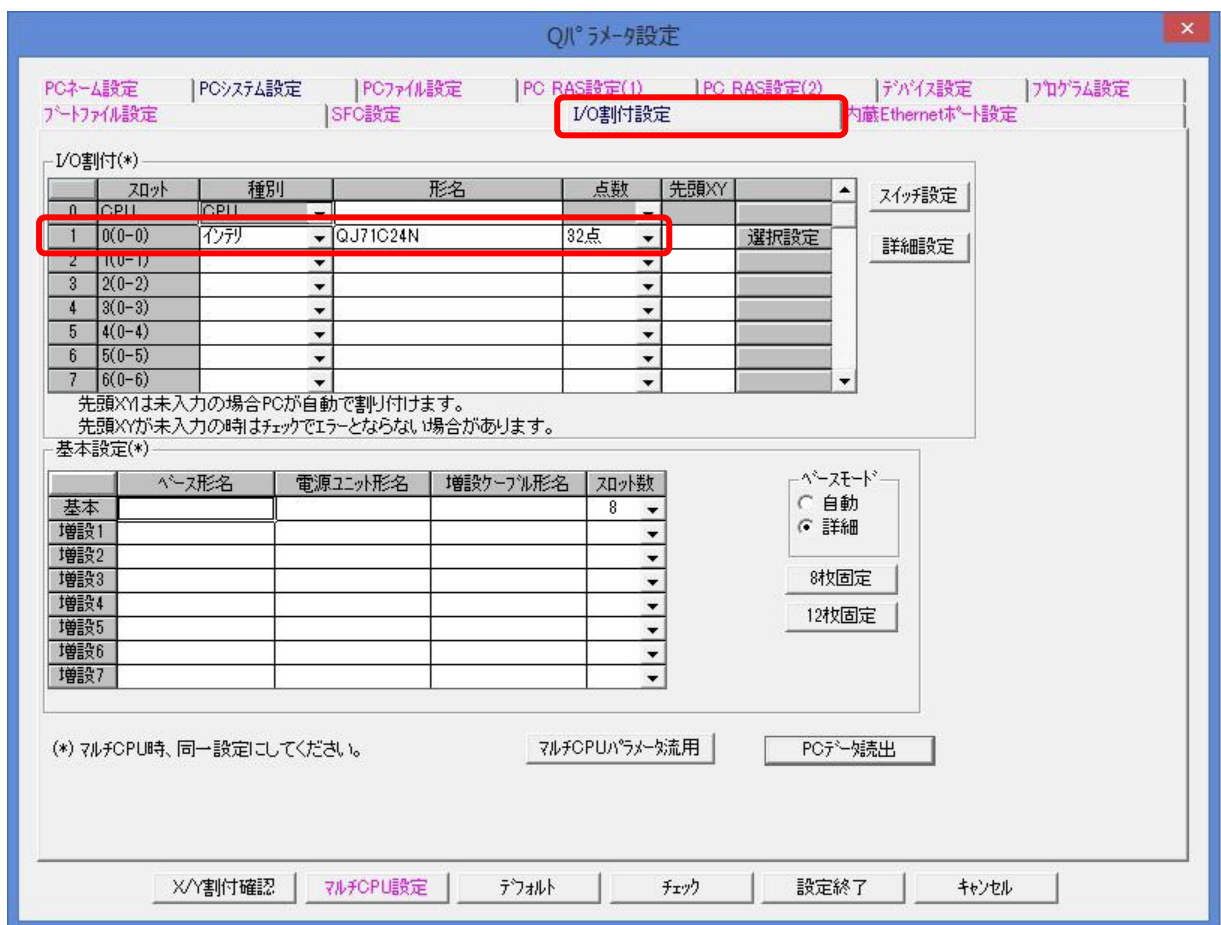 Qパラメータ設定
PCネーム設定 PCシステム設定 PCファイル設定 PC RAS設定(1) PC RAS設定(2) デバイス設定 プログラム設定
ブートファイル設定 SFC設定 I/O割付設定 内蔵Ethernetポート設定
I/O割付(*)
スロット 種別 形名 点数 先頭XY
0 CPU CPU
1 0(0-0) インテリ QJ71C24N 32点 選択設定
2 1(0-1)
3 2(0-2)
4 3(0-3)
5 4(0-4)
6 5(0-5)
7 6(0-6)
スイッチ設定
詳細設定
先頭XYは未入力の場合PCが自動で割り付けます。
先頭XYが未入力の時はチェックでエラーとならない場合があります。
基本設定(*)
ベース形名 電源ユニット形名 増設ケーブル形名 スロット数
基本 8
増設1
増設2
増設3
増設4
増設5
増設6
増設7
ベースモード
自動
詳細
8枚固定
12枚固定
(*) マルチCPU時、同一設定にしてください。 マルチCPUパラメータ流用 PCデータ読出
X/Y割付確認 マルチCPU設定 デフォルト チェック 設定終了 キャンセル